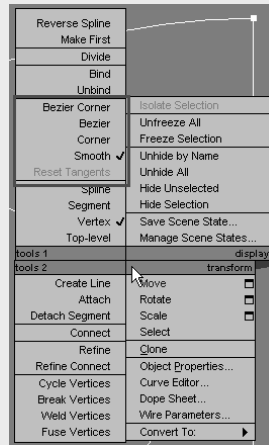 Reverse Spline
Make First
Divide
Bind
Unbind
Bezier Corner
Bezier
Corner
Smooth
Reset Tangents
Spline
Segment
Vertex
Top-level
Isolate Selection
Unfreeze All
Freeze Selection
Unhide by Name
Unhide All
Hide Unselected
Hide Selection
Save Scene State...
Manage Scene States...
tools 1
display
tools 2
transform
Create Line
Attach
Detach Segment
Connect
Refine
Refine Connect
Cycle Vertices
Break Vertices
Weld Vertices
Fuse Vertices
Move
Rotate
Scale
Select
Clone
Object Properties...
Curve Editor...
Dope Sheet...
Wire Parameters...
Convert To: